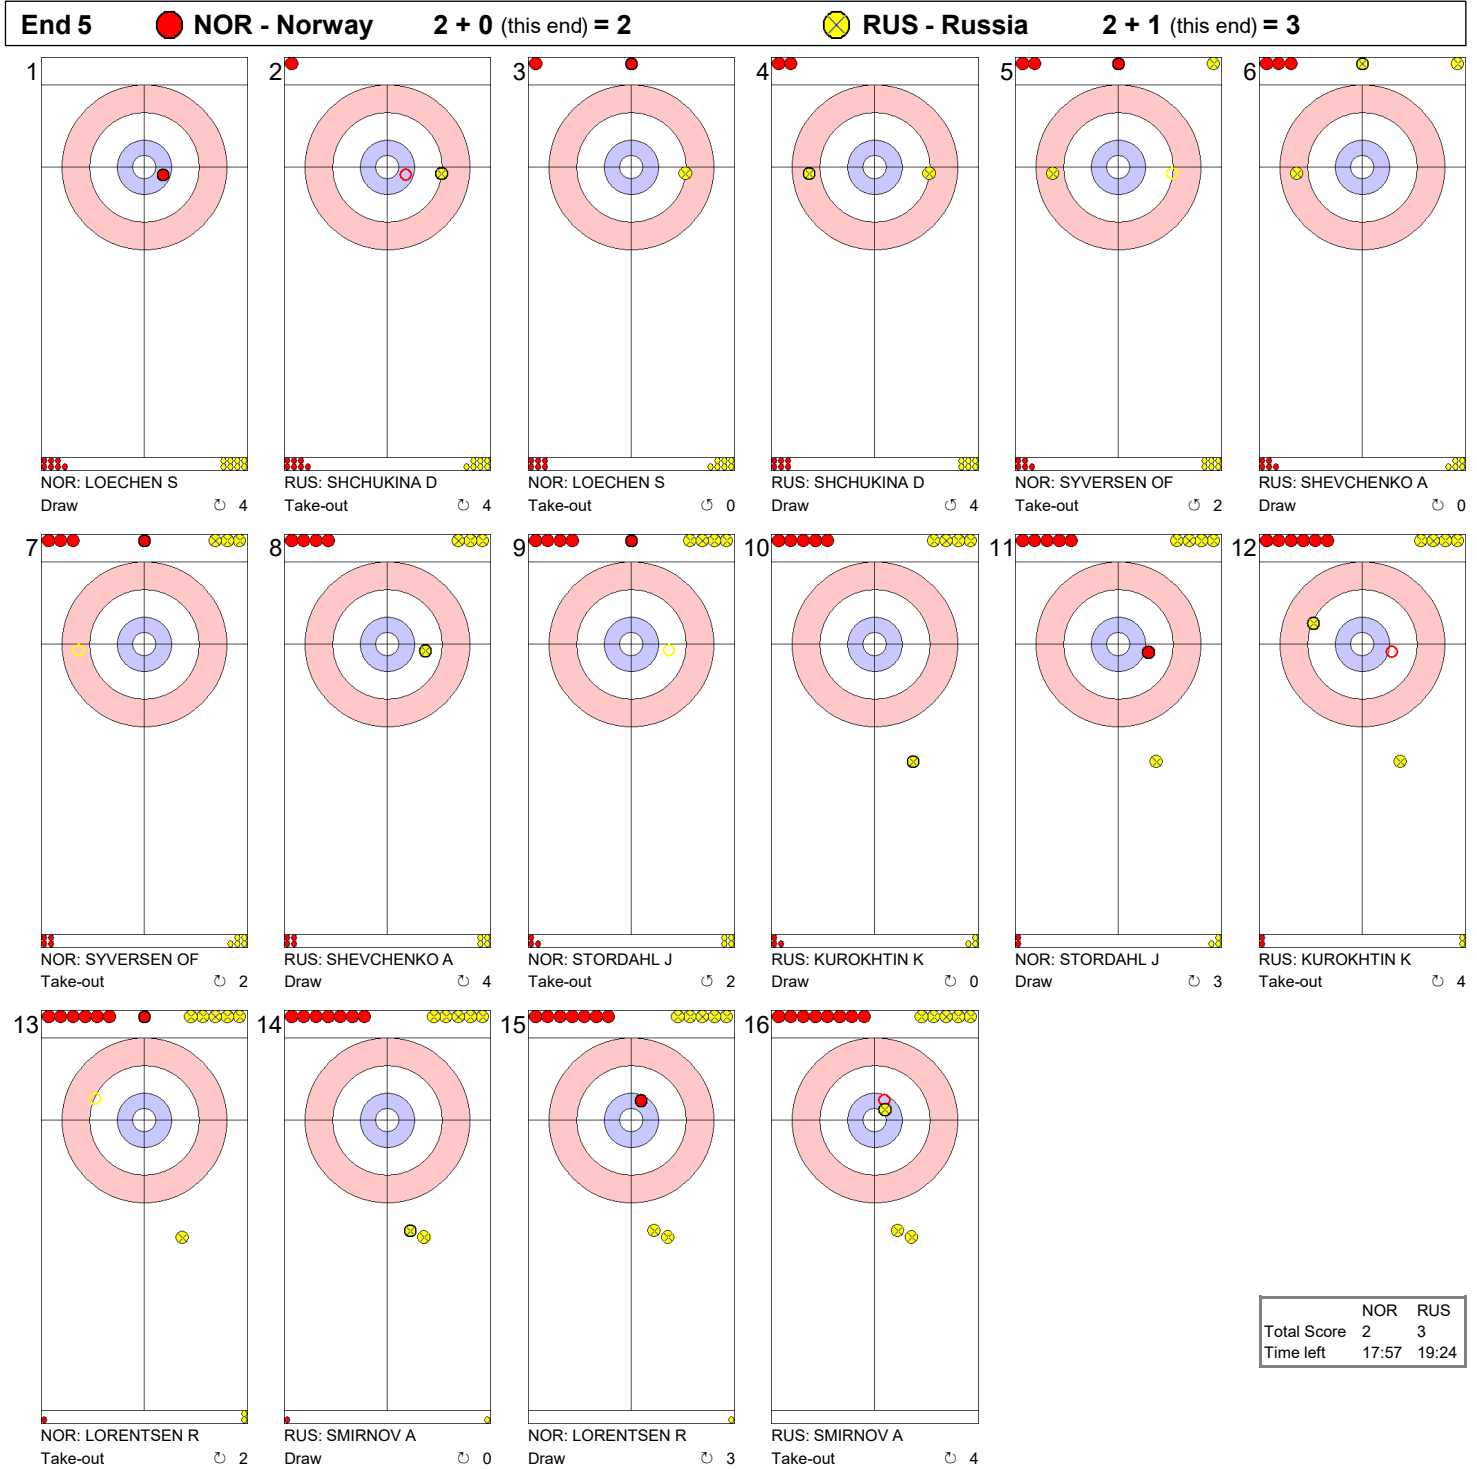 End 5 NOR - Norway 2 + 0 (this end) = 2 RUS - Russia 2 + 1 (this end) = 3
1 2 3 4 5 6
NOR: LOECHEN S RUS: SHCHUKINA D NOR: LOECHEN S RUS: SHCHUKINA D NOR: SYVERSEN OF RUS: SHEVCHENKO A
Draw ↻ 4 Take-out ↻ 4 Take-out ↺ 0 Take-out ↺ 4 Take-out ↺ 2 Draw ↻ 0
7 8 9 10 11 12
NOR: SYVERSEN OF RUS: SHEVCHENKO A NOR: STORDAHL J RUS: KUROKHTIN K NOR: STORDAHL J RUS: KUROKHTIN K
Take-out ↻ 2 Draw ↻ 4 Take-out ↺ 2 Draw ↻ 0 Draw ↻ 3 Take-out ↺ 4
13 14 15 16
NOR RUS
Total Score 2 3
Time left 17:57 19:24
NOR: LORENTSEN R RUS: SMIRNOV A NOR: LORENTSEN R RUS: SMIRNOV A
Take-out ↻ 2 Draw ↻ 0 Draw ↻ 3 Take-out ↻ 4